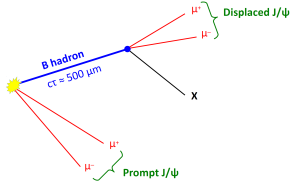 μ⁺
Displaced J/ψ
μ⁻
B hadron
cτ ≈ 500 μm
X
μ⁺
μ⁻
Prompt J/ψ